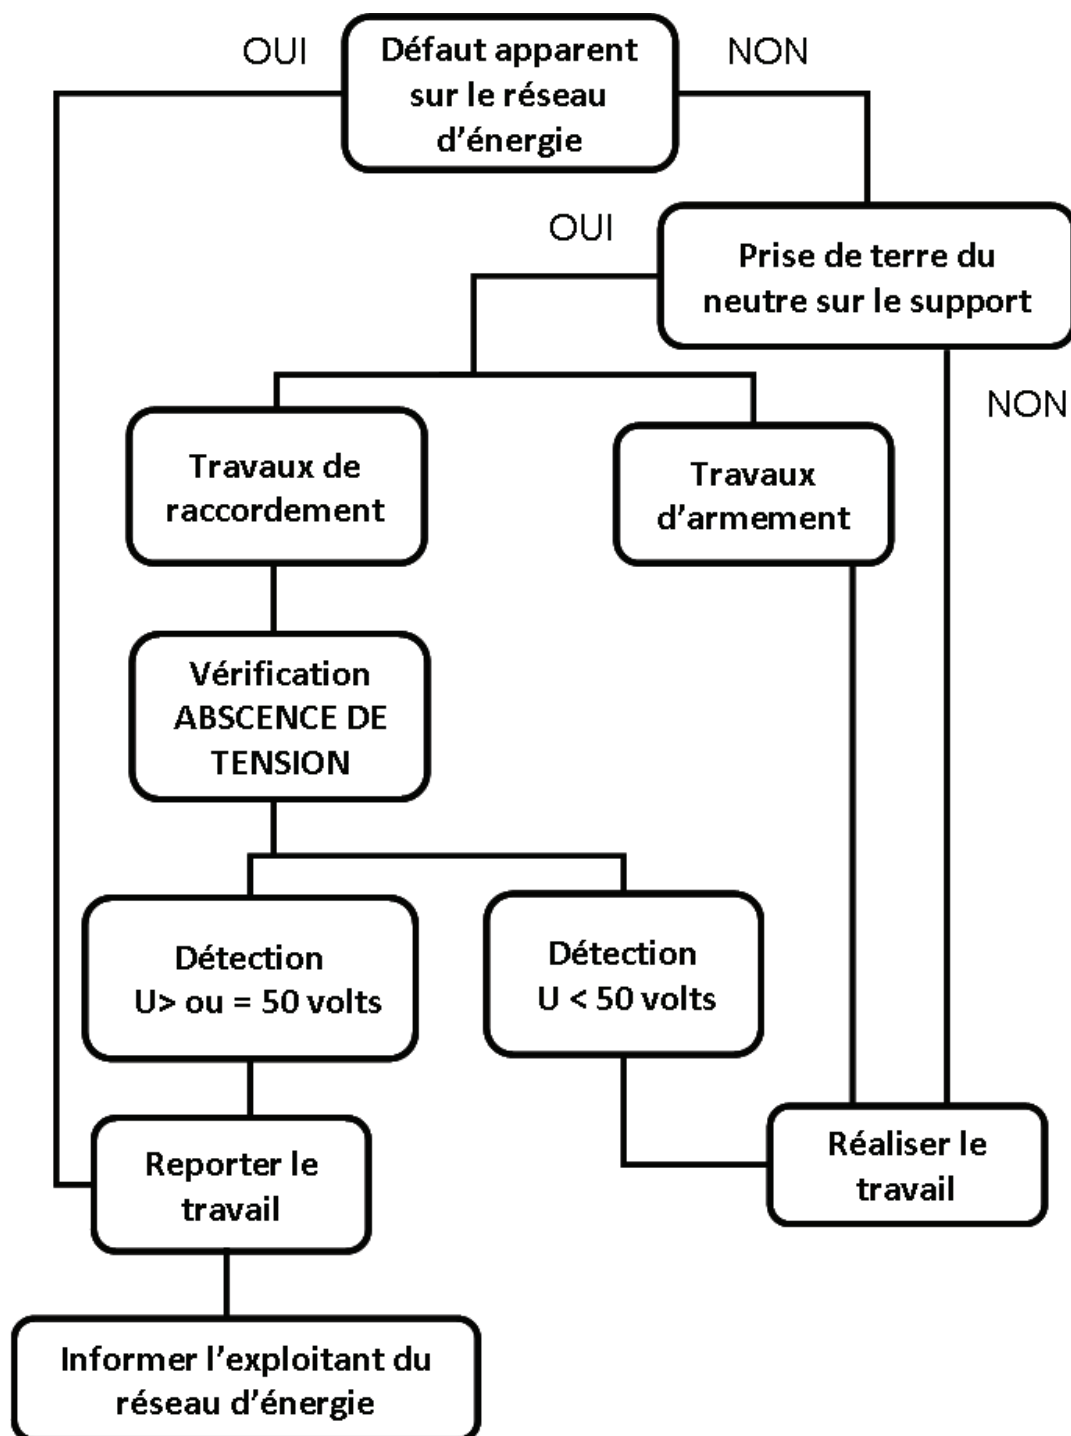 OUI
Défaut apparent
sur le réseau
d'énergie
NON
OUI
Prise de terre du
neutre sur le support
NON
Travaux de
raccordement
Travaux
d'armement
Vérification
ABSCENCE DE
TENSION
Détection
U> ou = 50 volts
Détection
U < 50 volts
Reporter le
travail
Réaliser le
travail
Informer l'exploitant du
réseau d'énergie